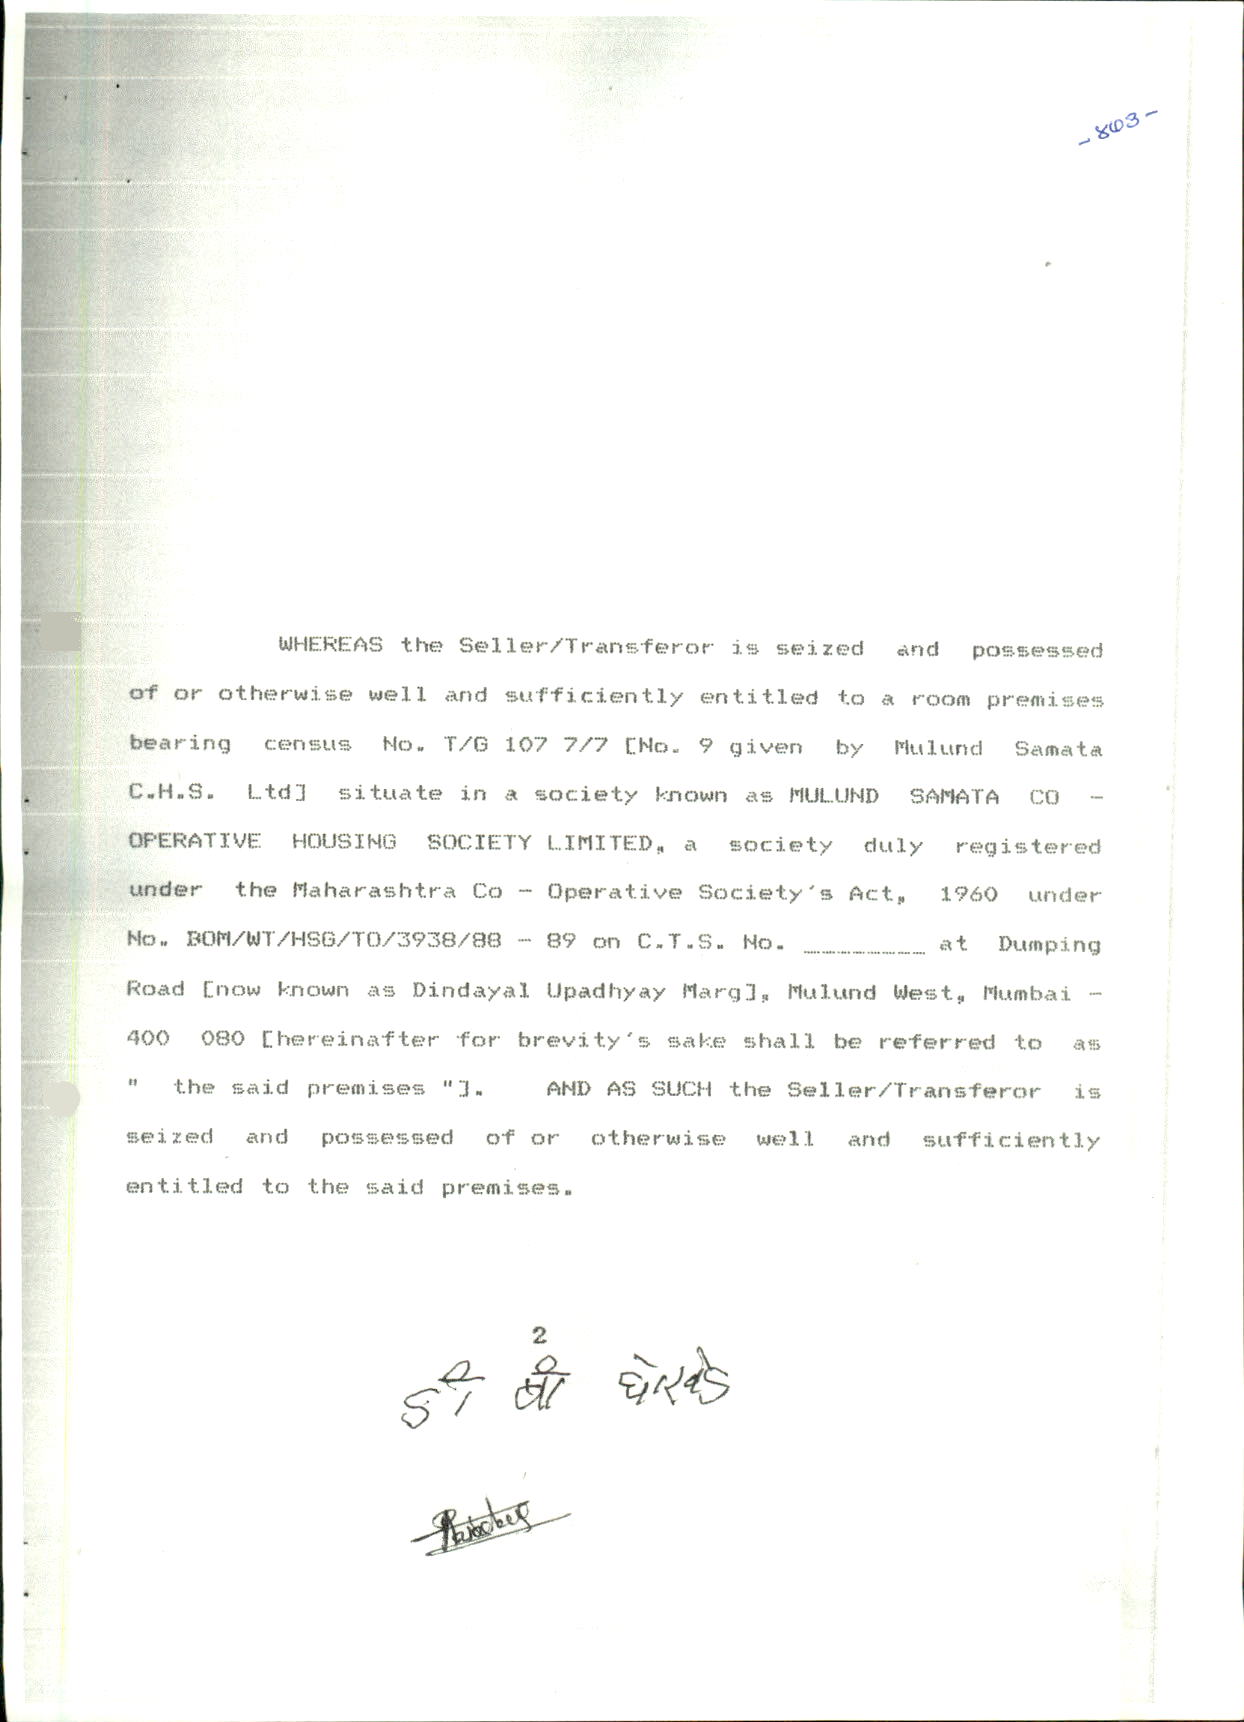 WHEREAS the Seller/Transferor is seized and possessed
of or otherwise well and sufficiently entitled to a room premises
bearing census No. T/G 107 7/7 [No. 9 given by Mulund Samata
C.H.S. Ltd] situate in a society known as MULUND SAMATA CO -
OPERATIVE HOUSING SOCIETY LIMITED, a society duly registered
under the Maharashtra Co - Operative Society's Act, 1960 under
No. BOM/WT/HSG/TO/3938/88 - 89 on C.T.S. No. ________ at Dumping
Road [now known as Dindayal Upadhyay Marg], Mulund West, Mumbai -
400 080 [hereinafter for brevity's sake shall be referred to as
" the said premises "]. AND AS SUCH the Seller/Transferor is
seized and possessed of or otherwise well and sufficiently
entitled to the said premises.
2